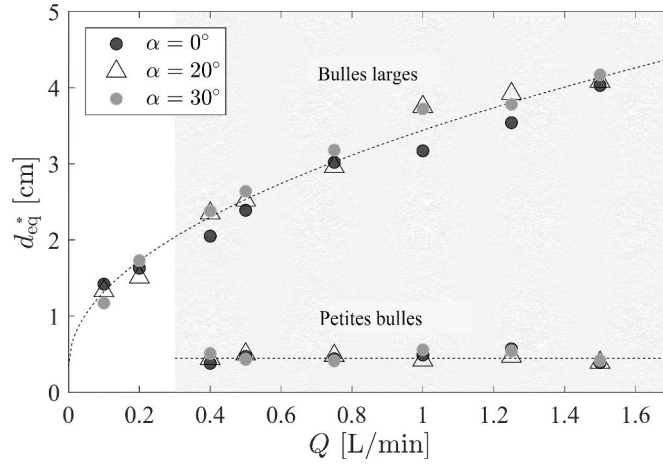 5
4
3
2
1
0
d*eq [cm]
α = 0°
α = 20°
α = 30°
Bulles larges
Petites bulles
0 0.2 0.4 0.6 0.8 1 1.2 1.4 1.6
Q [L/min]